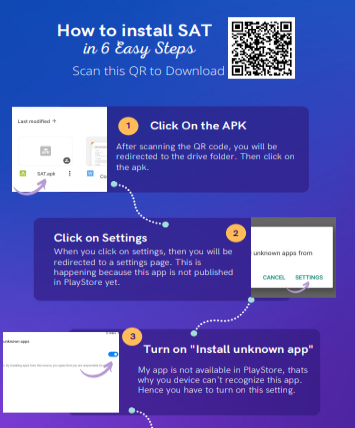 How to install SAT
in 6 Easy Steps
Scan this QR to Download
Last modified ↑
SAT.apk
Co
1
Click On the APK
After scanning the QR code, you will be
redirected to the drive folder. Then click on
the apk.
Click on Settings
When you click on settings, then you will be
redirected to a settings page. This is
happening because this app is not published
in PlayStore yet.
2
unknown apps from
CANCEL SETTINGS
unknown apps
3
Turn on "Install unknown app"
My app is not available in PlayStore, thats
why you device can't recognize this app.
Hence you have to turn on this setting.